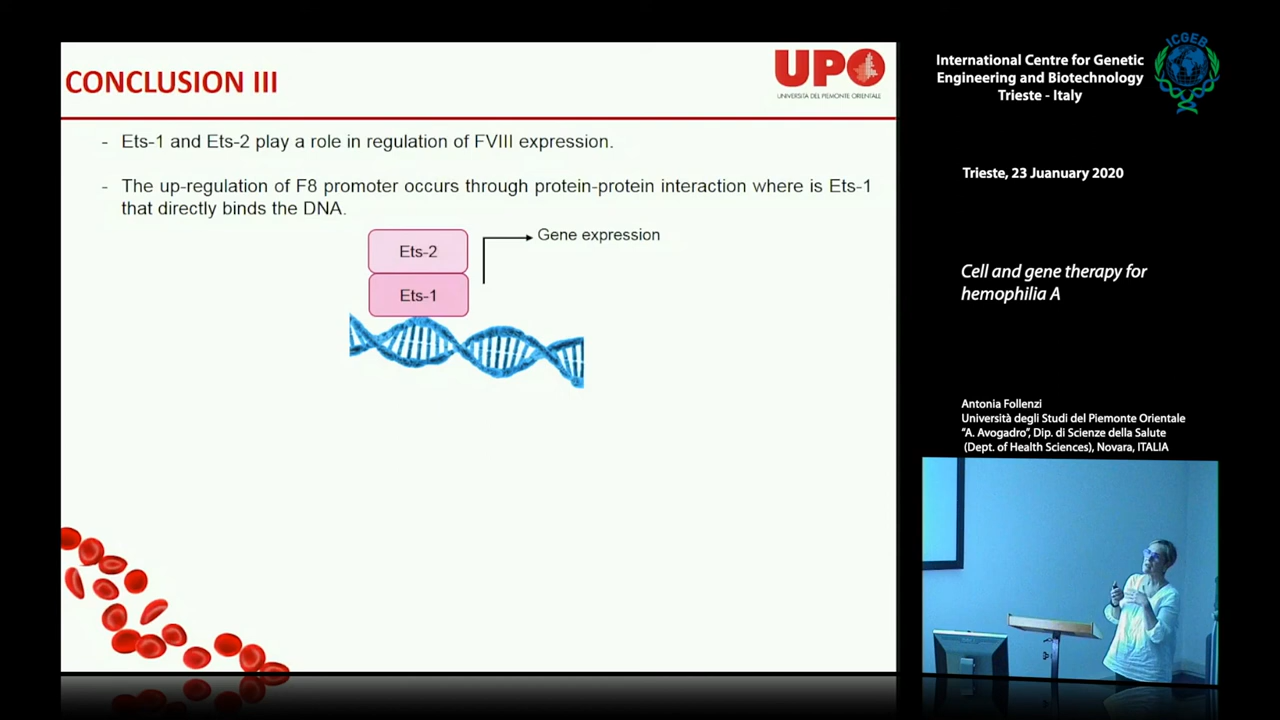 CONCLUSION III
UPO
UNIVERSITÀ DEL PIEMONTE ORIENTALE
- Ets-1 and Ets-2 play a role in regulation of FVIII expression.
- The up-regulation of F8 promoter occurs through protein-protein interaction where is Ets-1
that directly binds the DNA.
Ets-2
Gene expression
Ets-1
International Centre for Genetic
Engineering and Biotechnology
Trieste - Italy
ICGEB
Trieste, 23 Juanuary 2020
Cell and gene therapy for
hemophilia A
Antonia Follenzi
Università degli Studi del Piemonte Orientale
“A. Avogadro”, Dip. di Scienze della Salute
(Dept. of Health Sciences), Novara, ITALIA